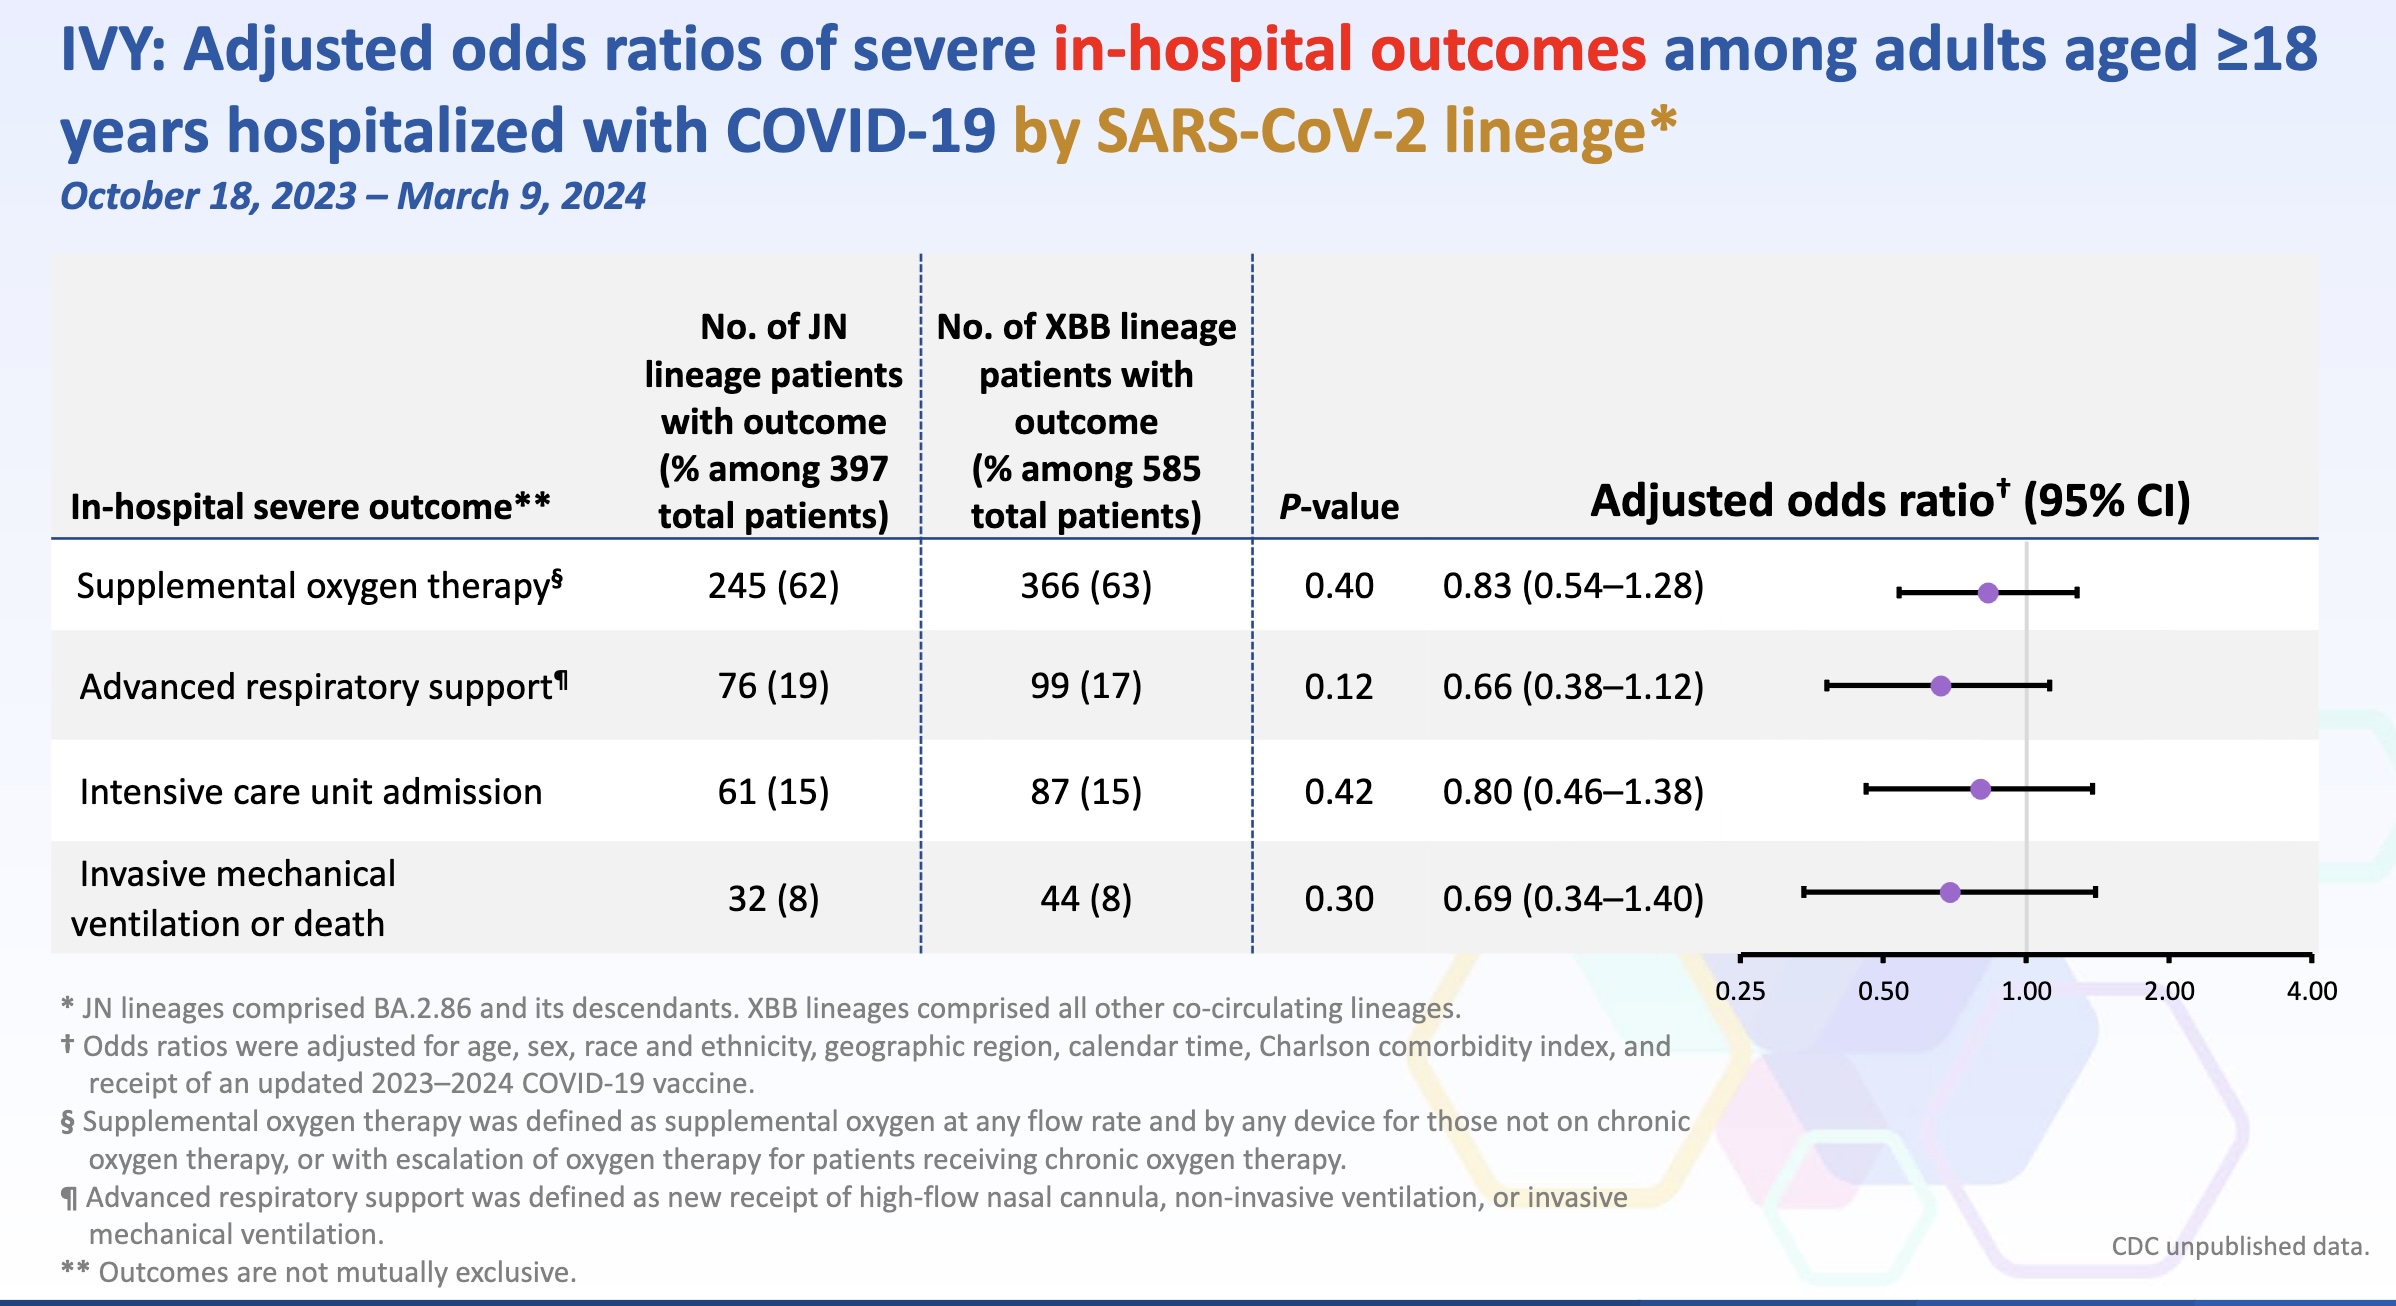 IVY: Adjusted odds ratios of severe in-hospital outcomes among adults aged ≥18
years hospitalized with COVID-19 by SARS-CoV-2 lineage*
October 18, 2023 – March 9, 2024
In-hospital severe outcome**
No. of JN
lineage patients
with outcome
(% among 397
total patients)
No. of XBB lineage
patients with
outcome
(% among 585
total patients)
P-value
Adjusted odds ratio† (95% CI)
Supplemental oxygen therapy§ 245 (62) 366 (63) 0.40 0.83 (0.54–1.28)
Advanced respiratory support¶ 76 (19) 99 (17) 0.12 0.66 (0.38–1.12)
Intensive care unit admission 61 (15) 87 (15) 0.42 0.80 (0.46–1.38)
Invasive mechanical
ventilation or death 32 (8) 44 (8) 0.30 0.69 (0.34–1.40)
0.25 0.50 1.00 2.00 4.00
* JN lineages comprised BA.2.86 and its descendants. XBB lineages comprised all other co-circulating lineages.
† Odds ratios were adjusted for age, sex, race and ethnicity, geographic region, calendar time, Charlson comorbidity index, and
receipt of an updated 2023–2024 COVID-19 vaccine.
§ Supplemental oxygen therapy was defined as supplemental oxygen at any flow rate and by any device for those not on chronic
oxygen therapy, or with escalation of oxygen therapy for patients receiving chronic oxygen therapy.
¶ Advanced respiratory support was defined as new receipt of high-flow nasal cannula, non-invasive ventilation, or invasive
mechanical ventilation.
** Outcomes are not mutually exclusive.
CDC unpublished data.